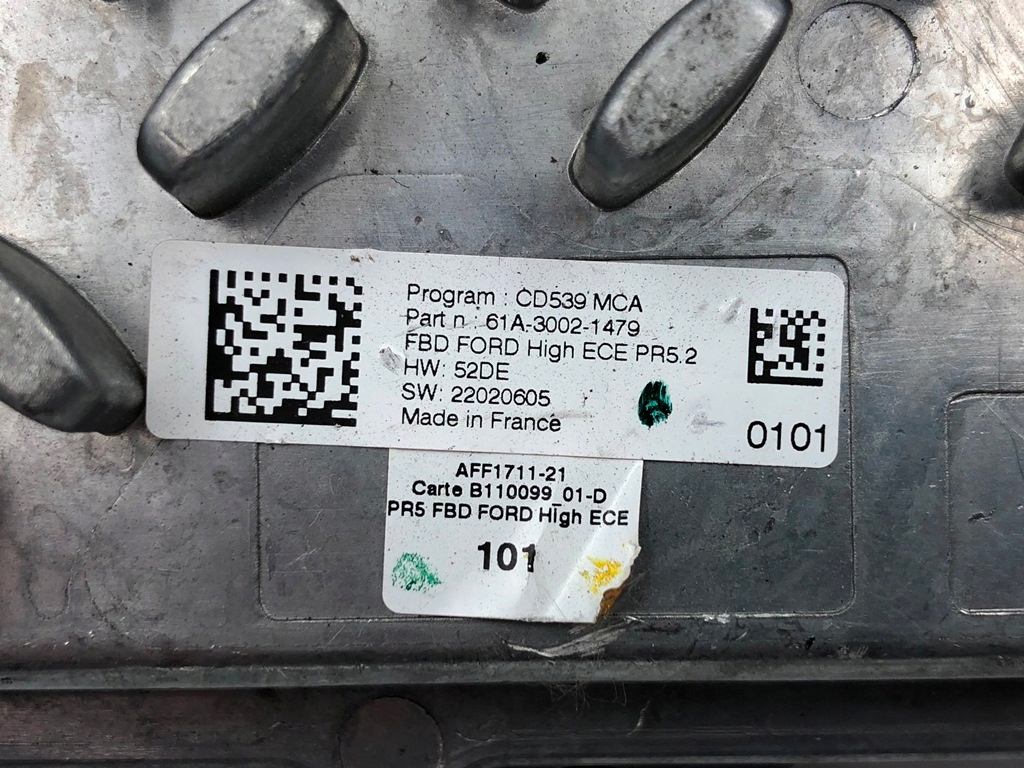 Program : CD539 MCA
Part n : 61A-3002-1479
FBD FORD High ECE PR5.2
HW: 52DE
SW: 22020605
Made in France
0101
AFF1711-21
Carte B110099_01-D
PR5 FBD FORD High ECE
101